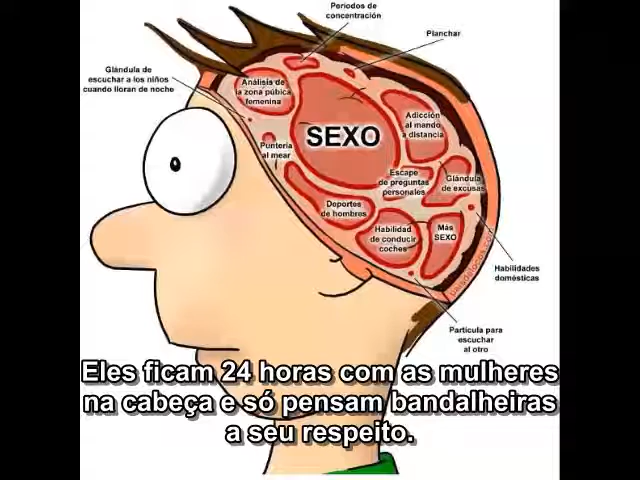 Periodos de
concentración
Planchar
Glándula de
escuchar a los niños
cuando lloran de noche
Análisis de
la zona púbica
femenina
SEXO
Adicción
al mando
a distancia
Puntería
al mear
Escape
de preguntas
personales
Glándula
de excusas
Deportes
de hombres
Habilidad
de conducir
coches
Más
SEXO
Habilidades
domésticas
Partícula para
escuchar
al otro
Eles ficam 24 horas com as mulheres
na cabeça e só pensam bandalheiras
a seu respeito.